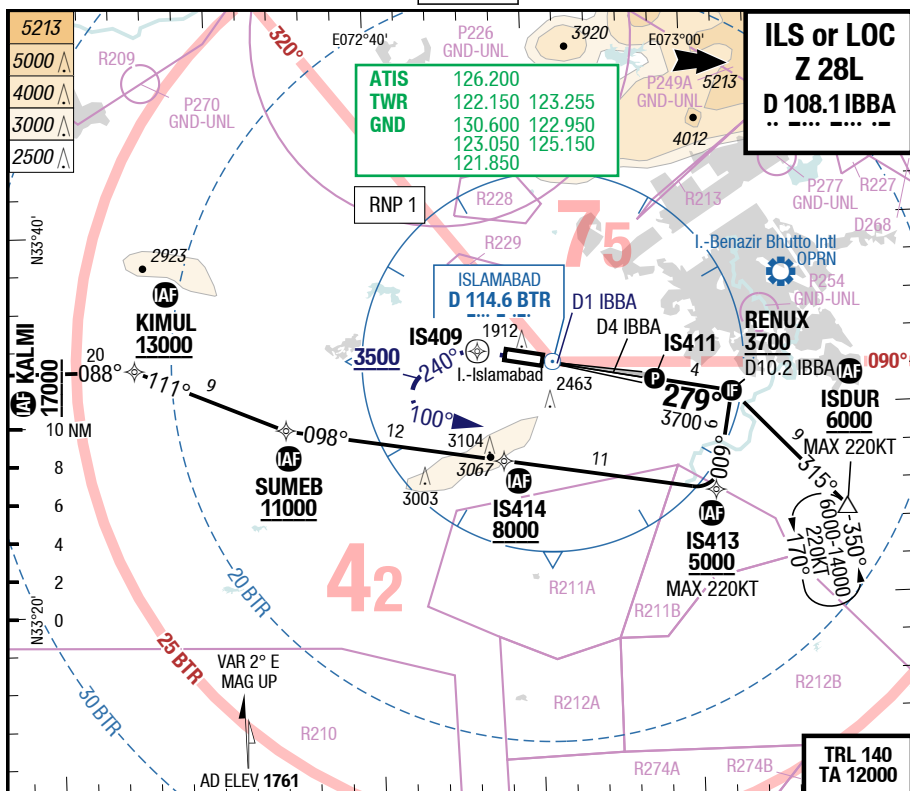 5213
5000
4000
3000
2500
R209
P270
GND-UNL
320°
E072°40'
P226
GND-UNL
3920
E073°00'
P249A
GND-UNL
5213
4012
ILS or LOC
Z 28L
D 108.1 IBBA
ATIS 126.200
TWR 122.150 123.255
GND 130.600 122.950
123.050 125.150
121.850
RNP 1
R228
R213
P277
GND-UNL
R227
D268
N33°40'
2923
IAF
KIMUL
13000
R229
75
I.-Benazir Bhutto Intl
OPRN
P254
GND-UNL
ISLAMABAD
D 114.6 BTR
D1 IBBA
D4 IBBA
IS409
1912
IS411
RENUX
3700
D10.2 IBBA
3500
240°
I.-Islamabad
2463
P
4
IF
IAF
090°
ISDUR
6000
MAX 220KT
IAF KALMI
17000
20
088°
111°
9
279°
3700
100°
10 NM
098°
12
3104
3067
11
6
009°
9
315°
8
IAF
SUMEB
11000
3003
IAF
IS414
8000
IAF
IS413
5000
MAX 220KT
350°
6000-14000
220KT
170°
6
4
2
0
N33°20'
42
R211A
R211B
20 BTR
25 BTR
30 BTR
VAR 2° E
MAG UP
R210
R212A
R212B
R274A
R274B
AD ELEV 1761
TRL 140
TA 12000